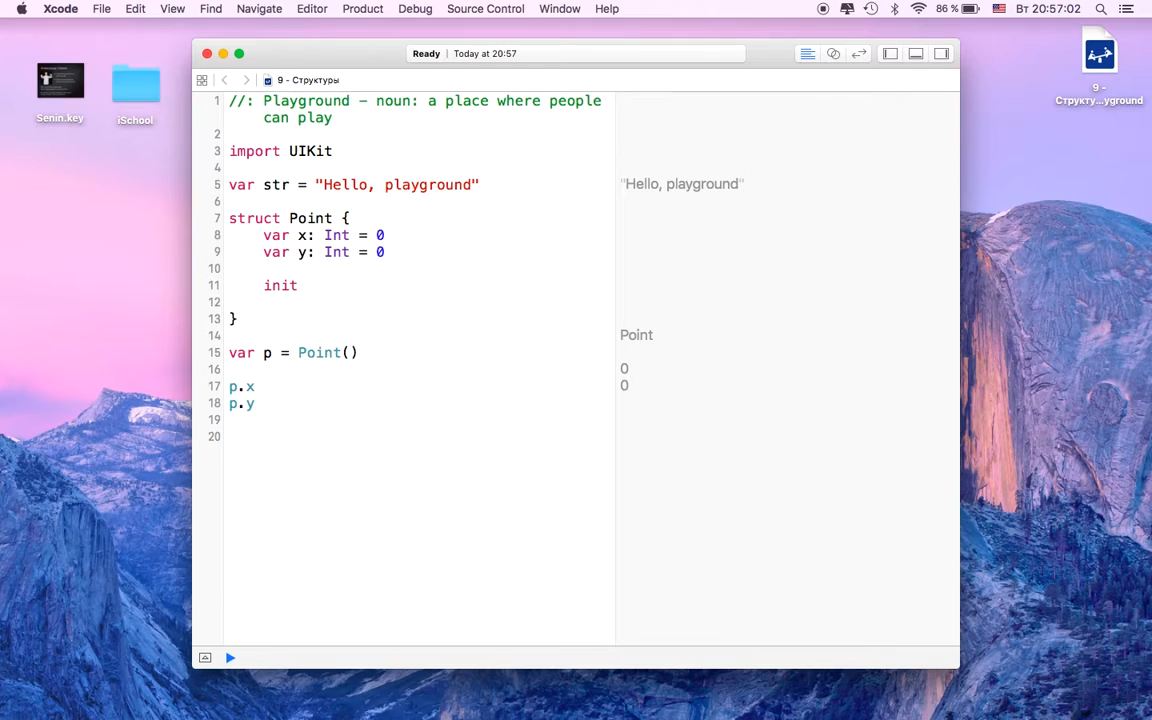 Xcode File Edit View Find Navigate Editor Product Debug Source Control Window Help 86 % Вт 20:57:02
Ready | Today at 20:57
9 - Структуры
Senin.key
iSchool
9 -
Структу...yground
1 //: Playground – noun: a place where people
can play
2
3 import UIKit
4
5 var str = "Hello, playground" "Hello, playground"
6
7 struct Point {
8 var x: Int = 0
9 var y: Int = 0
10
11 init
12
13 }
14
15 var p = Point() Point
16
17 p.x 0
18 p.y 0
19
20